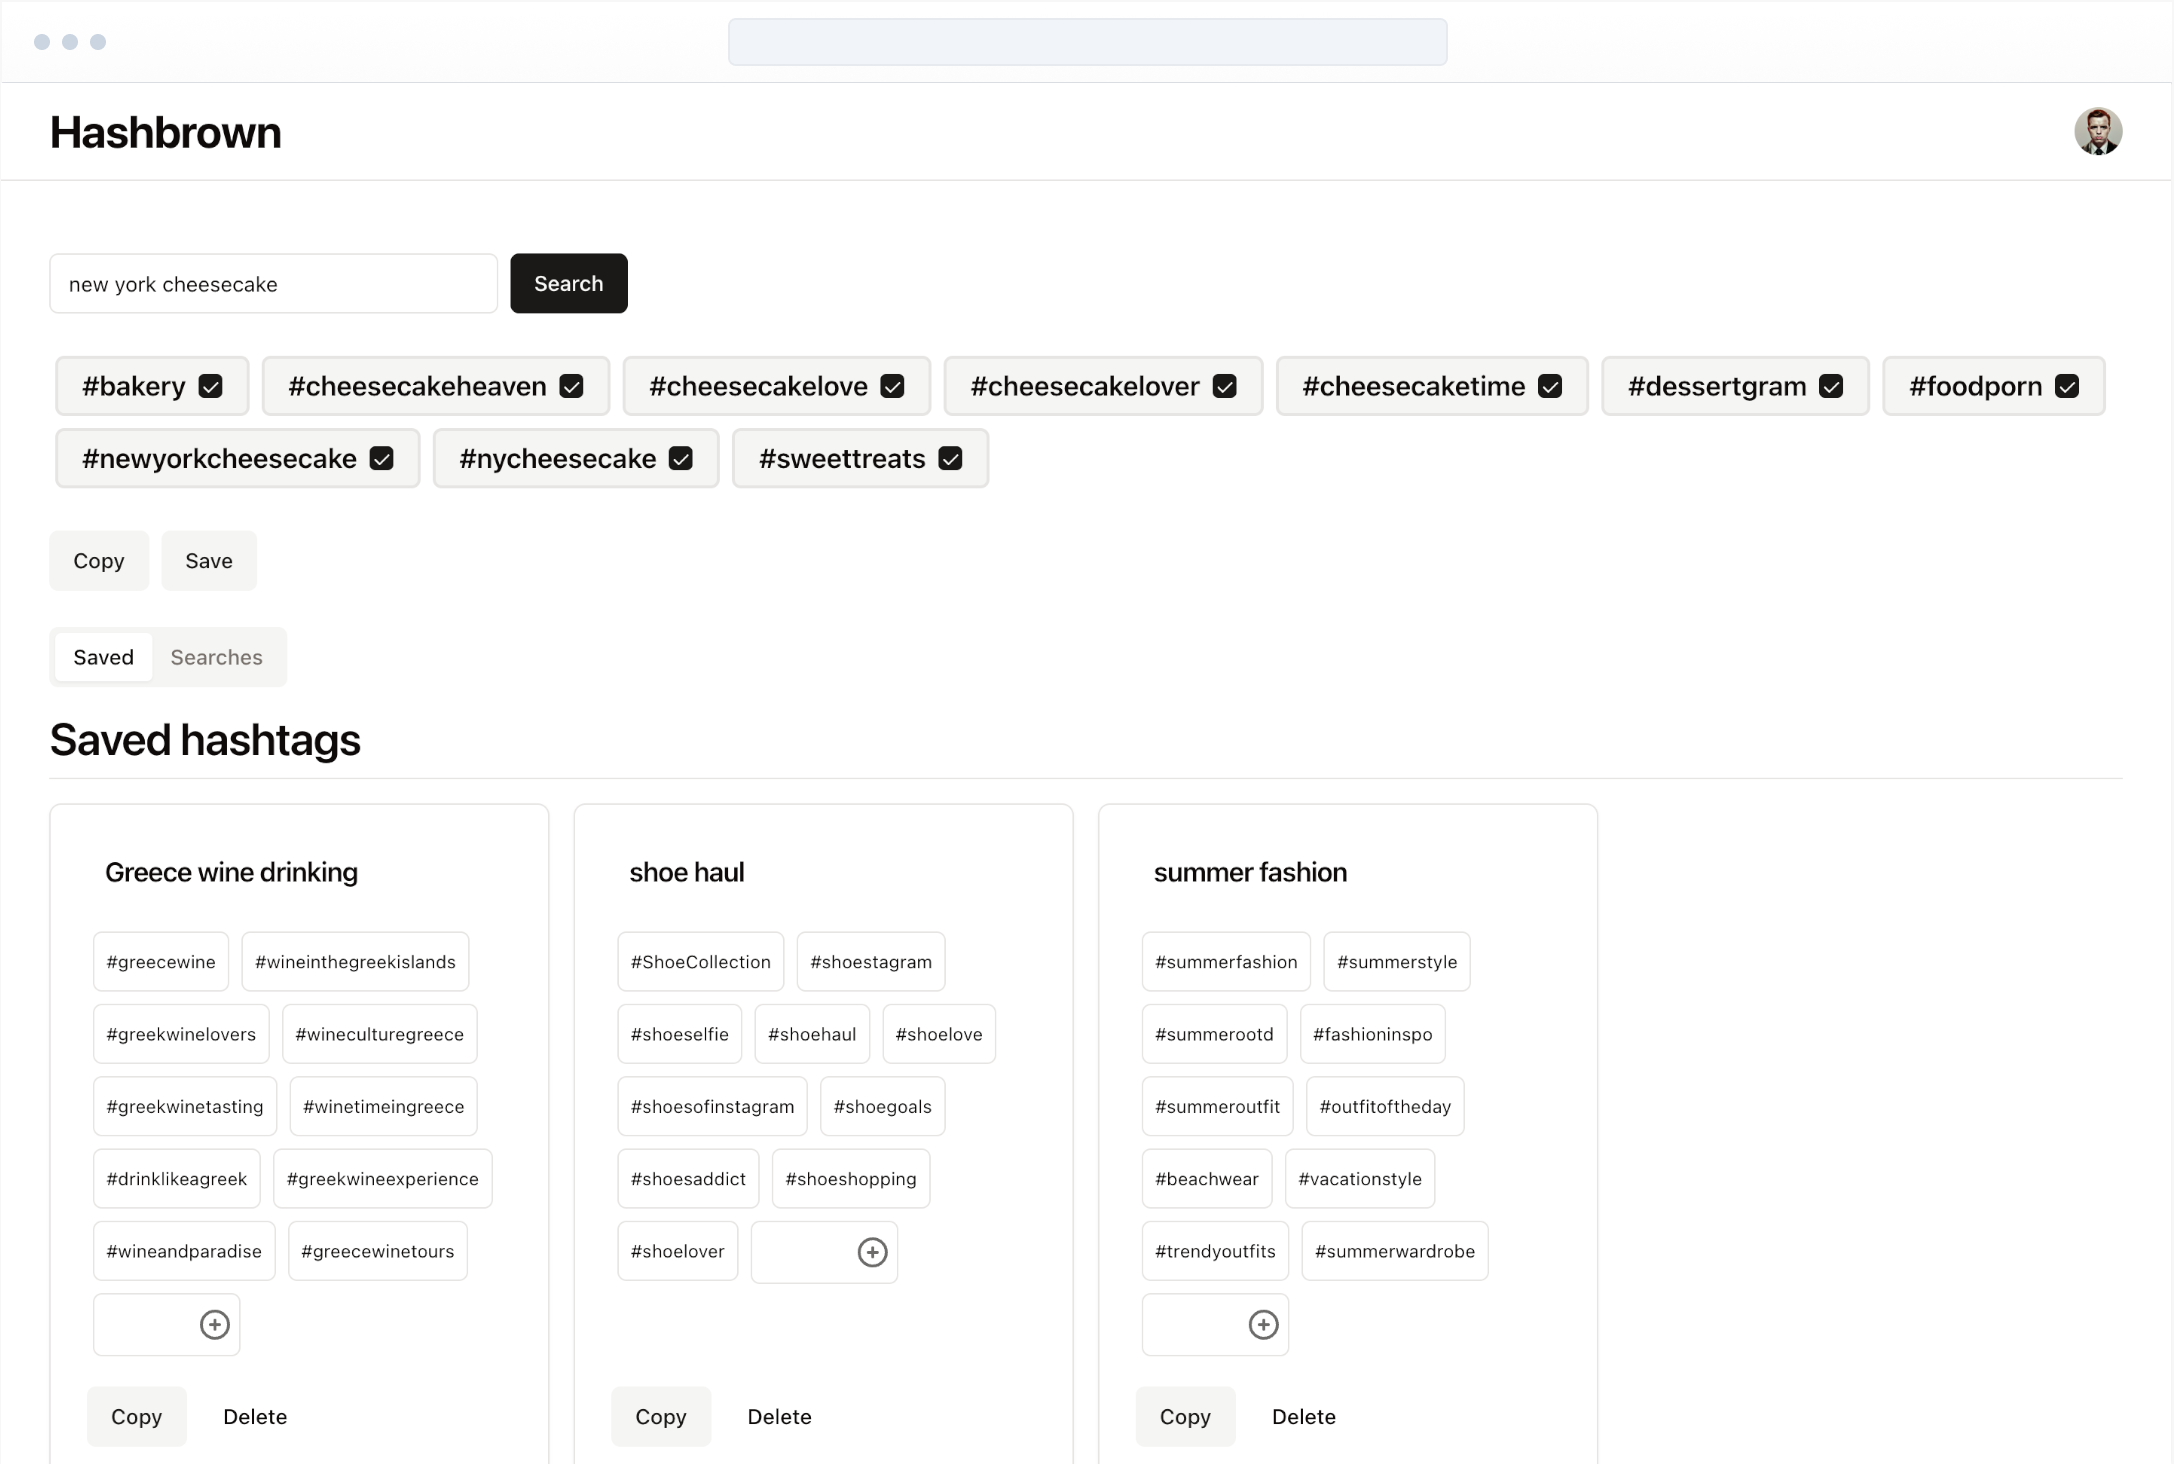 Hashbrown
new york cheesecake Search
#bakery #cheesecakeheaven #cheesecakelove #cheesecakelover #cheesecaketime #dessertgram #foodporn
#newyorkcheesecake #nycheesecake #sweettreats
Copy Save
Saved Searches
Saved hashtags
Greece wine drinking
#greecewine #wineinthegreekislands
#greekwinelovers #wineculturegreece
#greekwinetasting #winetimeingreece
#drinklikeagreek #greekwineexperience
#wineandparadise #greecewinetours
Copy Delete
shoe haul
#ShoeCollection #shoestagram
#shoeselfie #shoehaul #shoelove
#shoesofinstagram #shoegoals
#shoesaddict #shoeshopping
#shoelover
Copy Delete
summer fashion
#summerfashion #summerstyle
#summerootd #fashioninspo
#summeroutfit #outfitoftheday
#beachwear #vacationstyle
#trendyoutfits #summerwardrobe
Copy Delete